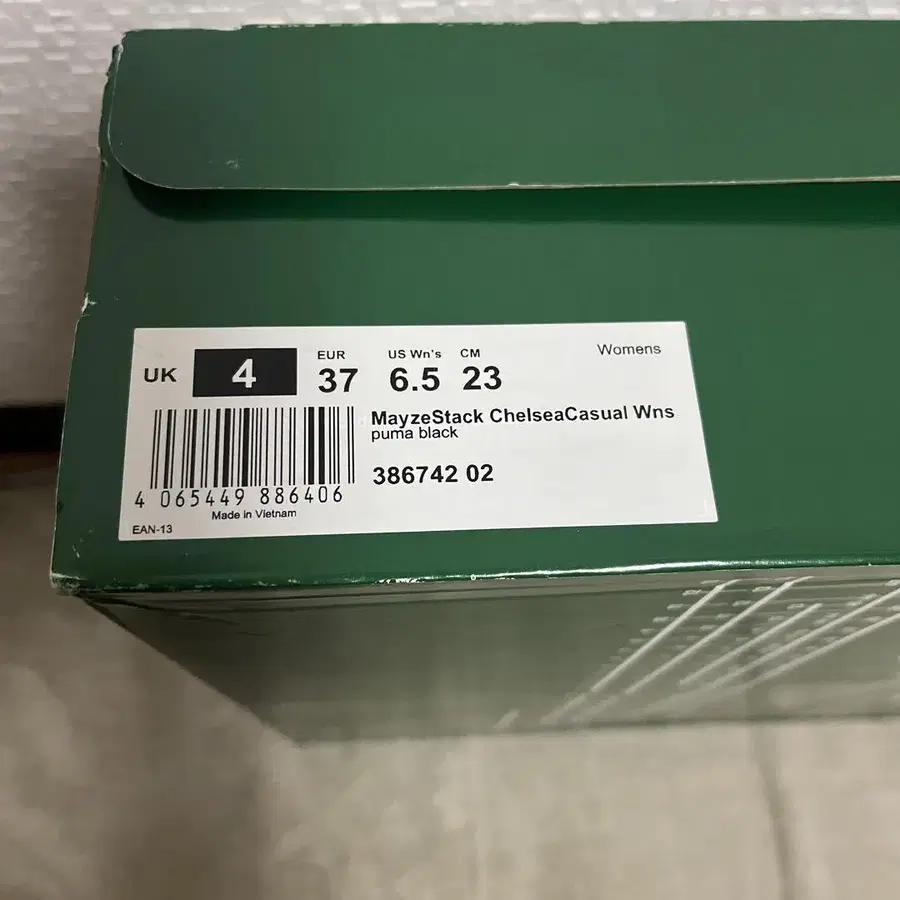 Womens
UK 4 EUR 37 US Wn's 6.5 CM 23
MayzeStack ChelseaCasual Wns
puma black
386742 02
4 065449 886406
Made in Vietnam
EAN-13